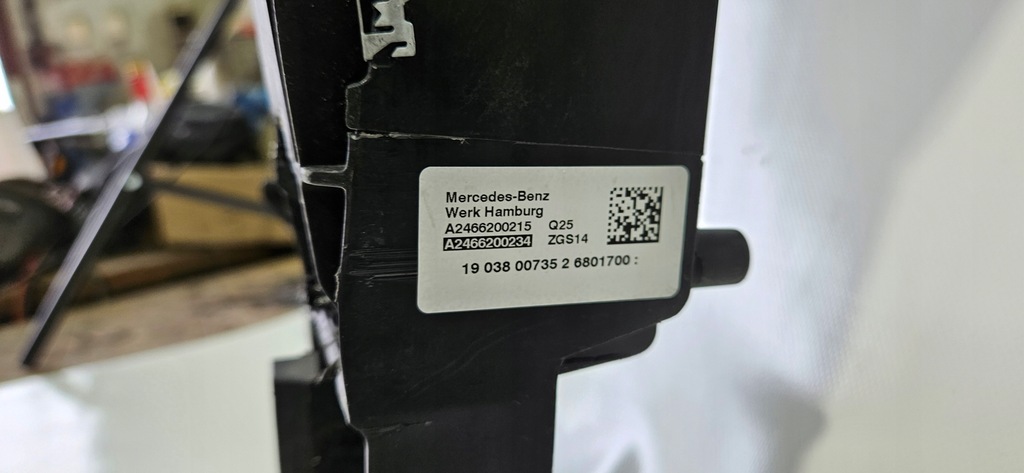 Mercedes-Benz
Werk Hamburg
A2466200215 Q25
A2466200234 ZGS14
19 038 00735 2 6801700 :